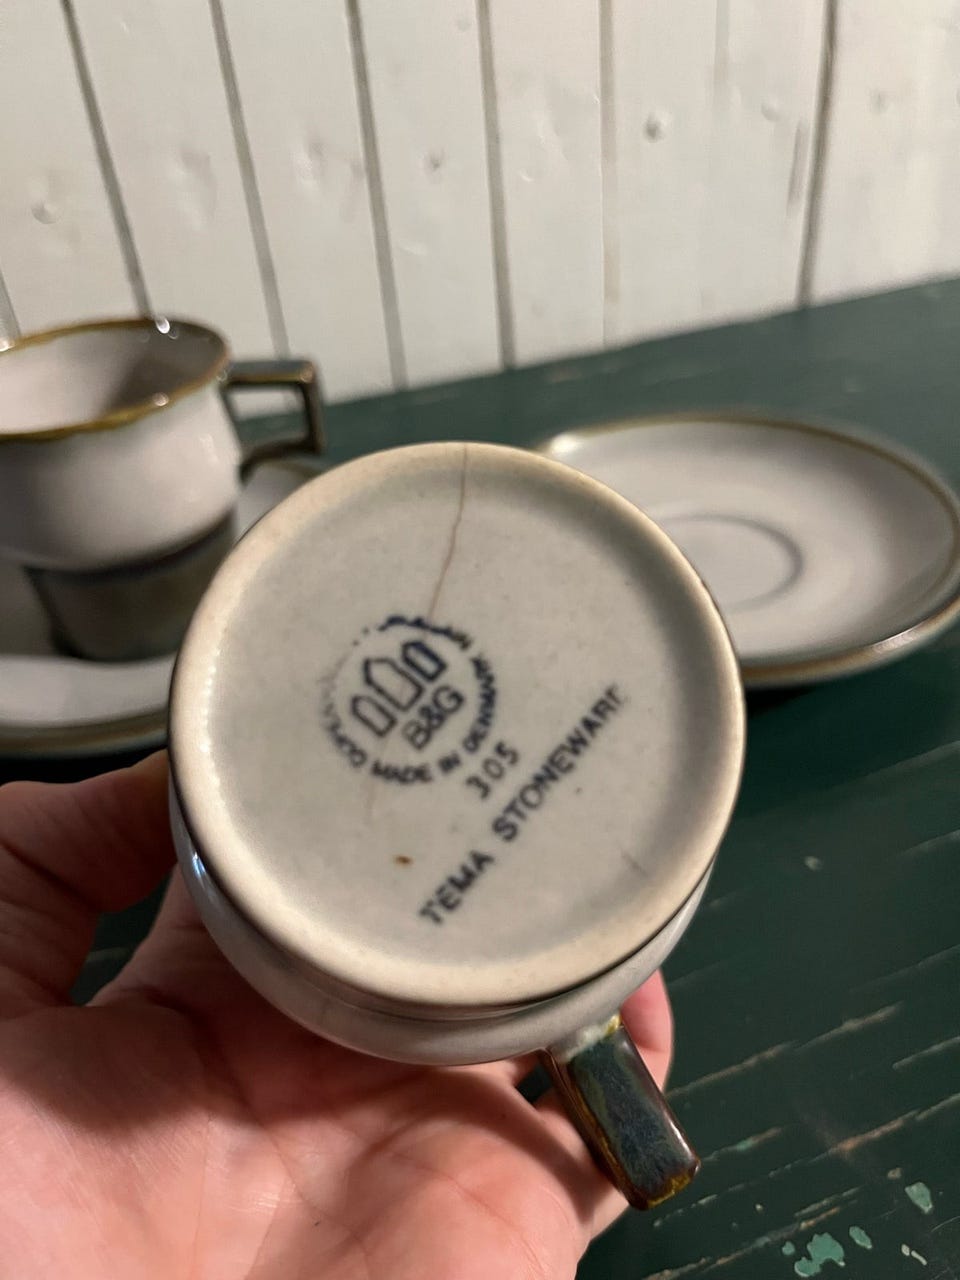 B&G
MADE IN DENMARK
305
TEMA STONEWARE